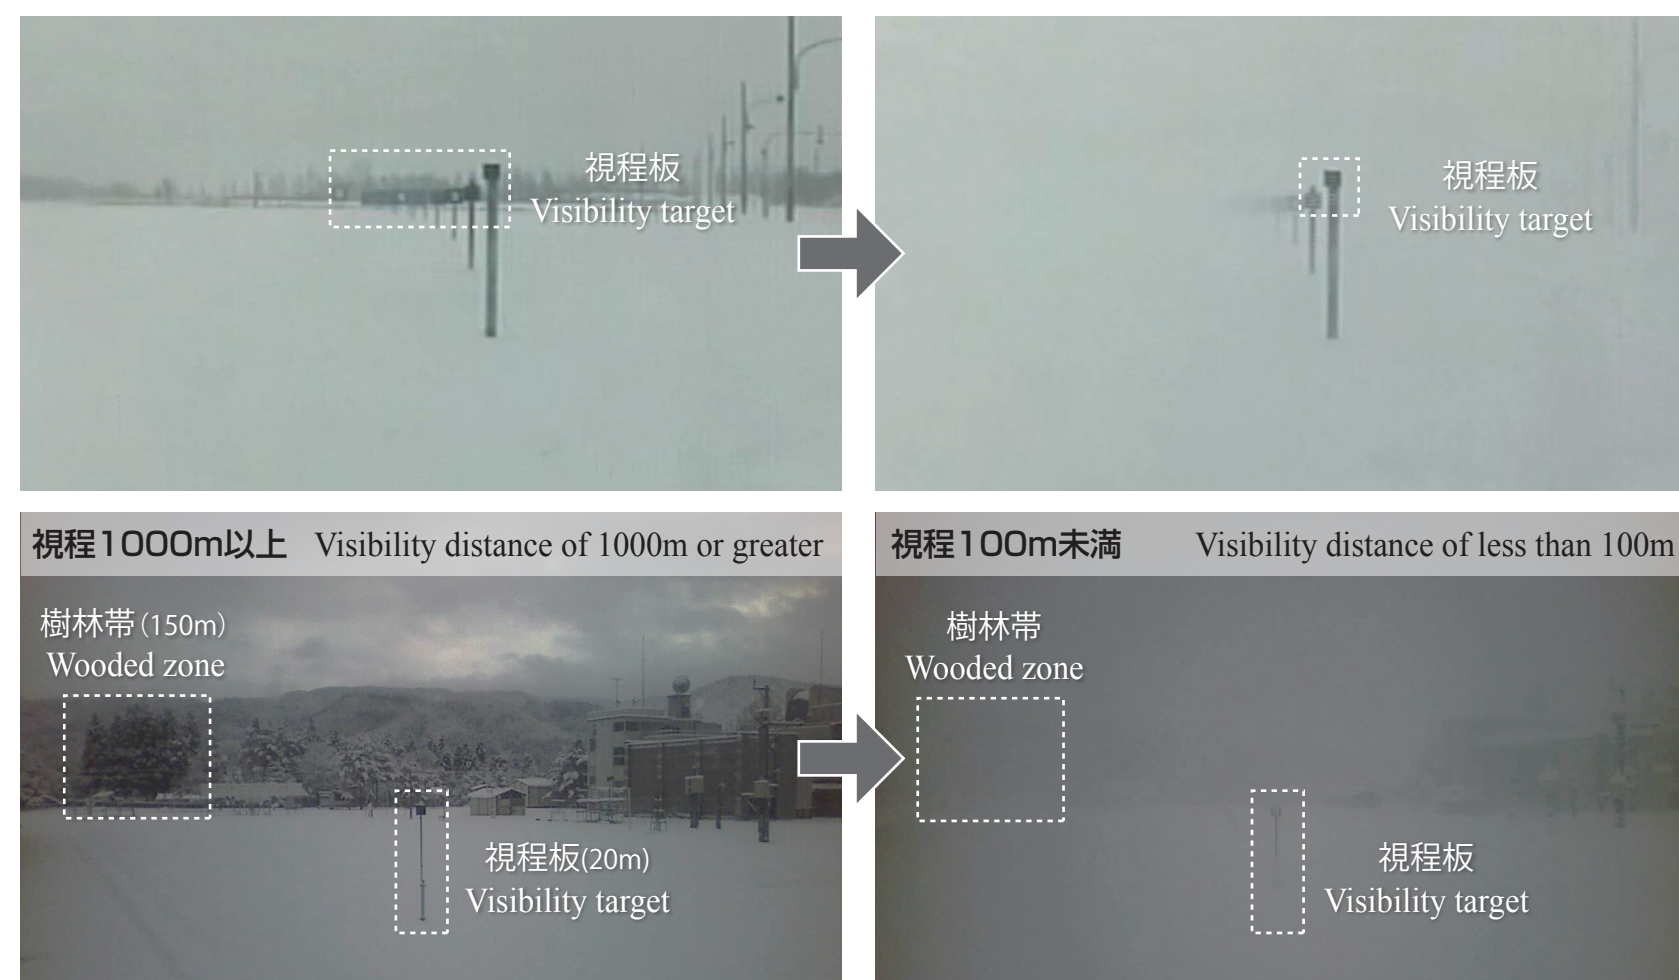 視程板
Visibility target
視程板
Visibility target
視程1000m以上 Visibility distance of 1000m or greater
視程100m未満 Visibility distance of less than 100m
樹林帯(150m)
Wooded zone
視程板(20m)
Visibility target
樹林帯
Wooded zone
視程板
Visibility target